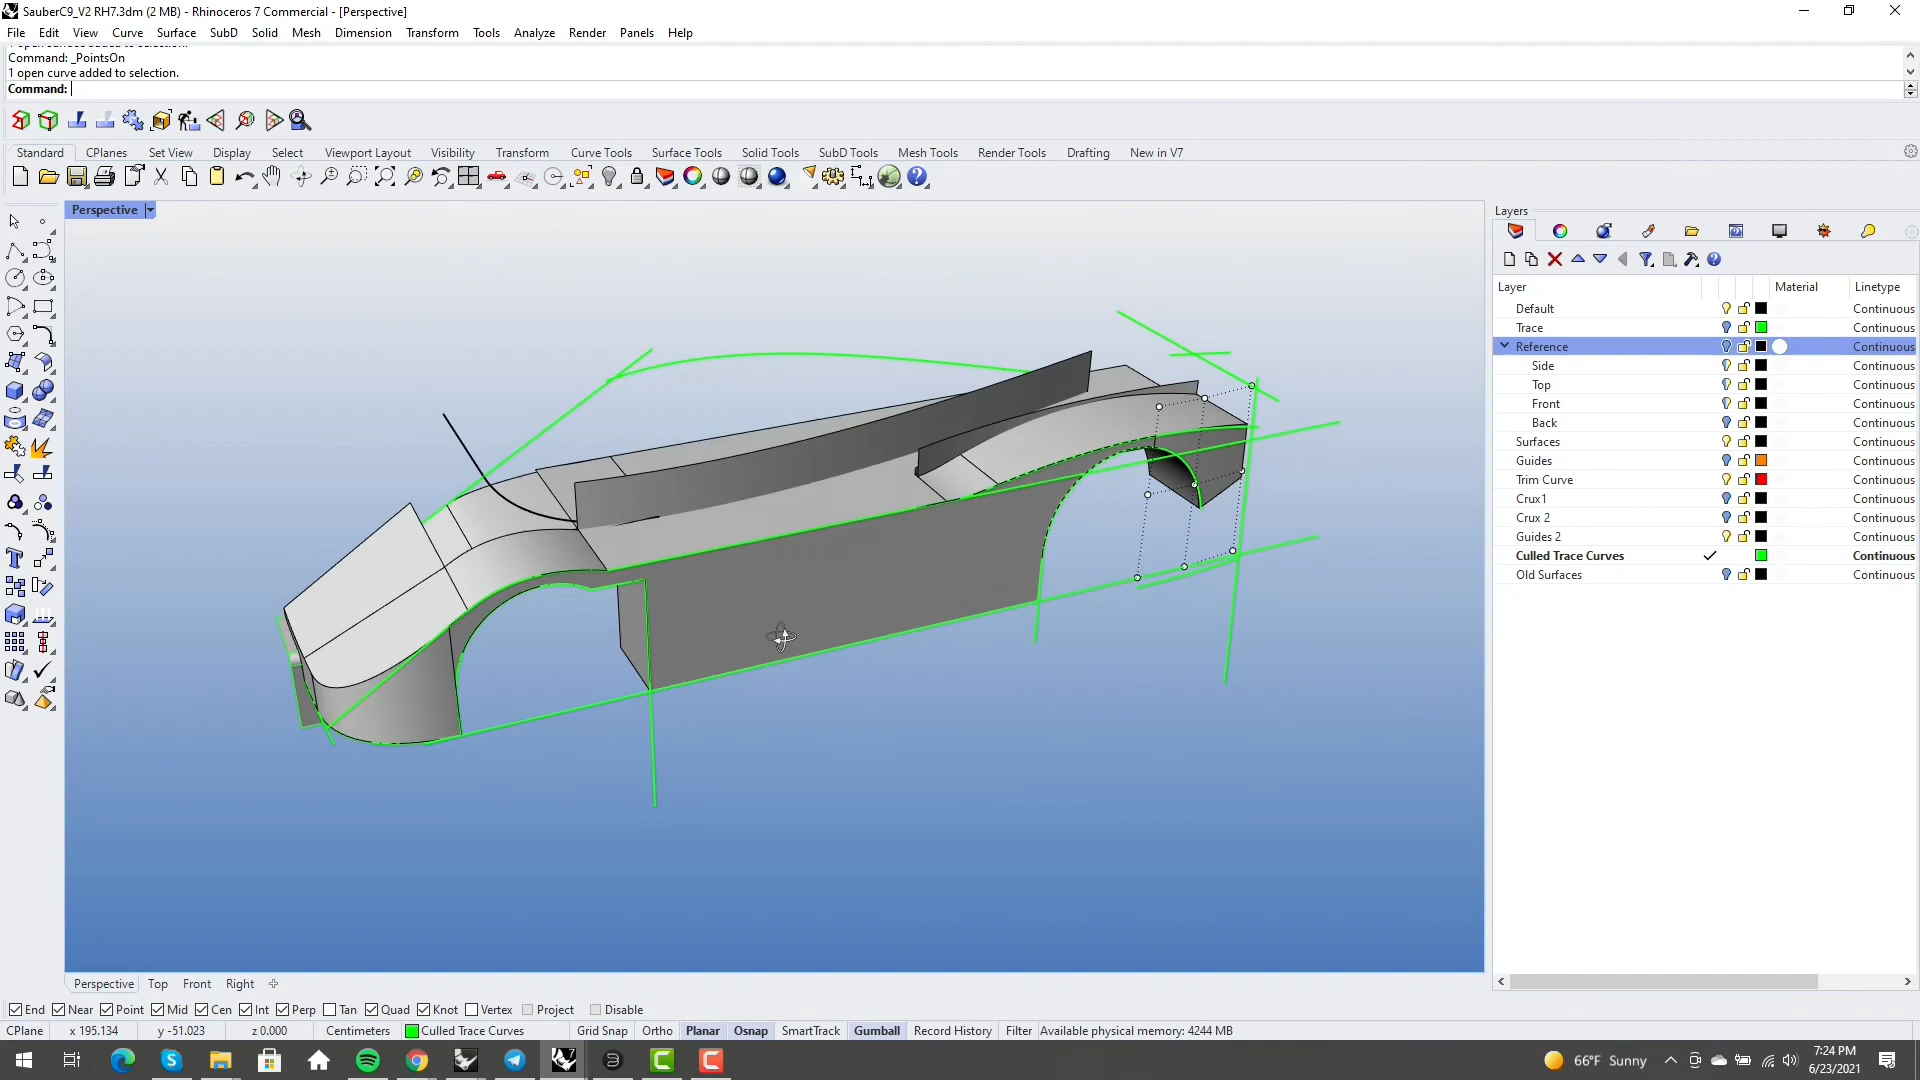 SauberC9_V2 RH7.3dm (2 MB) - Rhinoceros 7 Commercial - [Perspective]
File Edit View Curve Surface SubD Solid Mesh Dimension Transform Tools Analyze Render Panels Help
Command: _PointsOn
1 open curve added to selection.
Command:
Standard CPlanes Set View Display Select Viewport Layout Visibility Transform Curve Tools Surface Tools Solid Tools SubD Tools Mesh Tools Render Tools Drafting New in V7
Perspective
Layers
Layer Material Linetype
Default Continuous
Trace Continuous
Reference Continuous
Side Continuous
Top Continuous
Front Continuous
Back Continuous
Surfaces Continuous
Guides Continuous
Trim Curve Continuous
Crux1 Continuous
Crux 2 Continuous
Guides 2 Continuous
Culled Trace Curves Continuous
Old Surfaces Continuous
Perspective Top Front Right
End Near Point Mid Cen Int Perp Tan Quad Knot Vertex Project Disable
CPlane x 195.134 y -51.023 z 0.000 Centimeters Culled Trace Curves Grid Snap Ortho Planar Osnap SmartTrack Gumball Record History Filter Available physical memory: 4244 MB
66°F Sunny
7:24 PM
6/23/2021